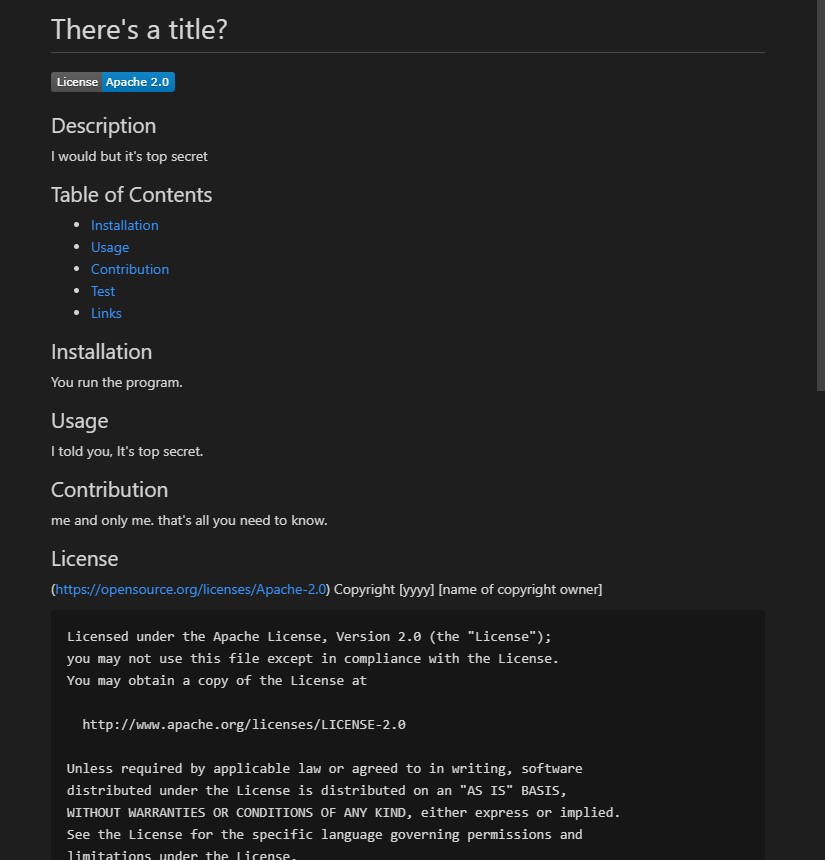 There's a title?
License Apache 2.0
Description
I would but it's top secret
Table of Contents
Installation
Usage
Contribution
Test
Links
Installation
You run the program.
Usage
I told you, It's top secret.
Contribution
me and only me. that's all you need to know.
License
(https://opensource.org/licenses/Apache-2.0) Copyright [yyyy] [name of copyright owner]
Licensed under the Apache License, Version 2.0 (the "License");
you may not use this file except in compliance with the License.
You may obtain a copy of the License at
http://www.apache.org/licenses/LICENSE-2.0
Unless required by applicable law or agreed to in writing, software
distributed under the License is distributed on an "AS IS" BASIS,
WITHOUT WARRANTIES OR CONDITIONS OF ANY KIND, either express or implied.
See the License for the specific language governing permissions and
limitations under the License.